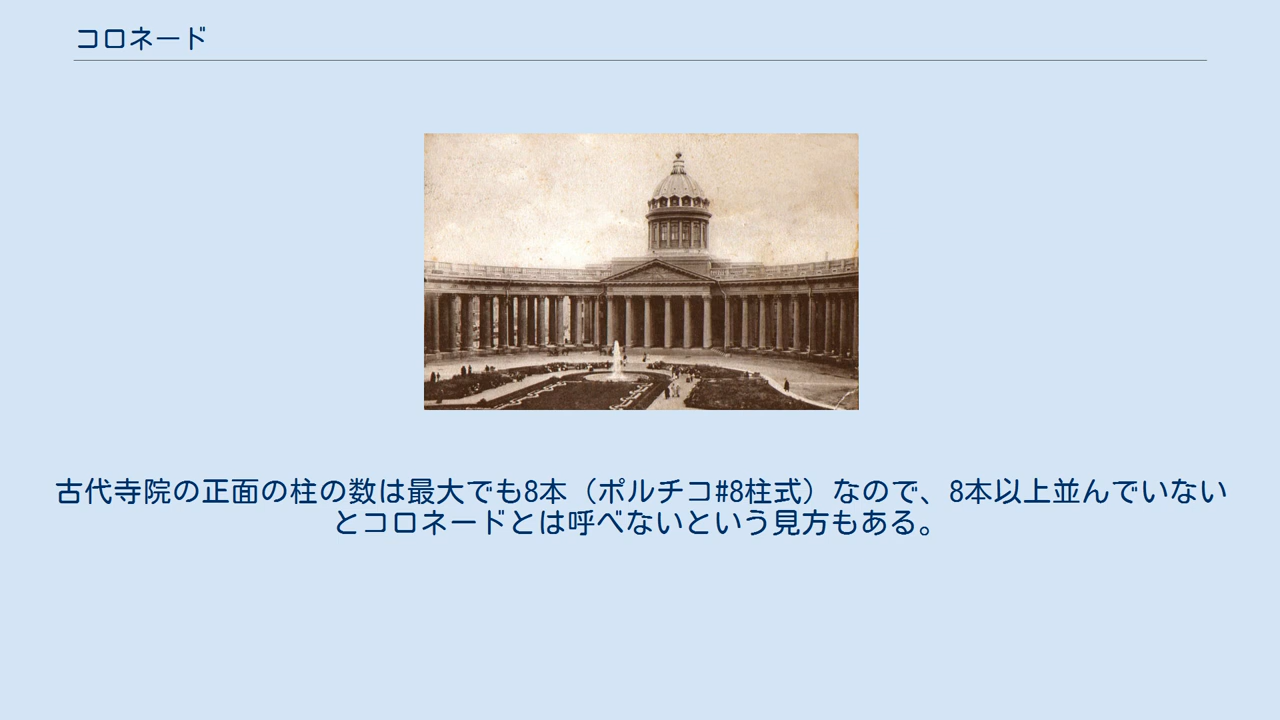 コロネード
古代寺院の正面の柱の数は最大でも8本（ポルチコ#8柱式）なので、8本以上並んでいない
とコロネードとは呼べないという見方もある。